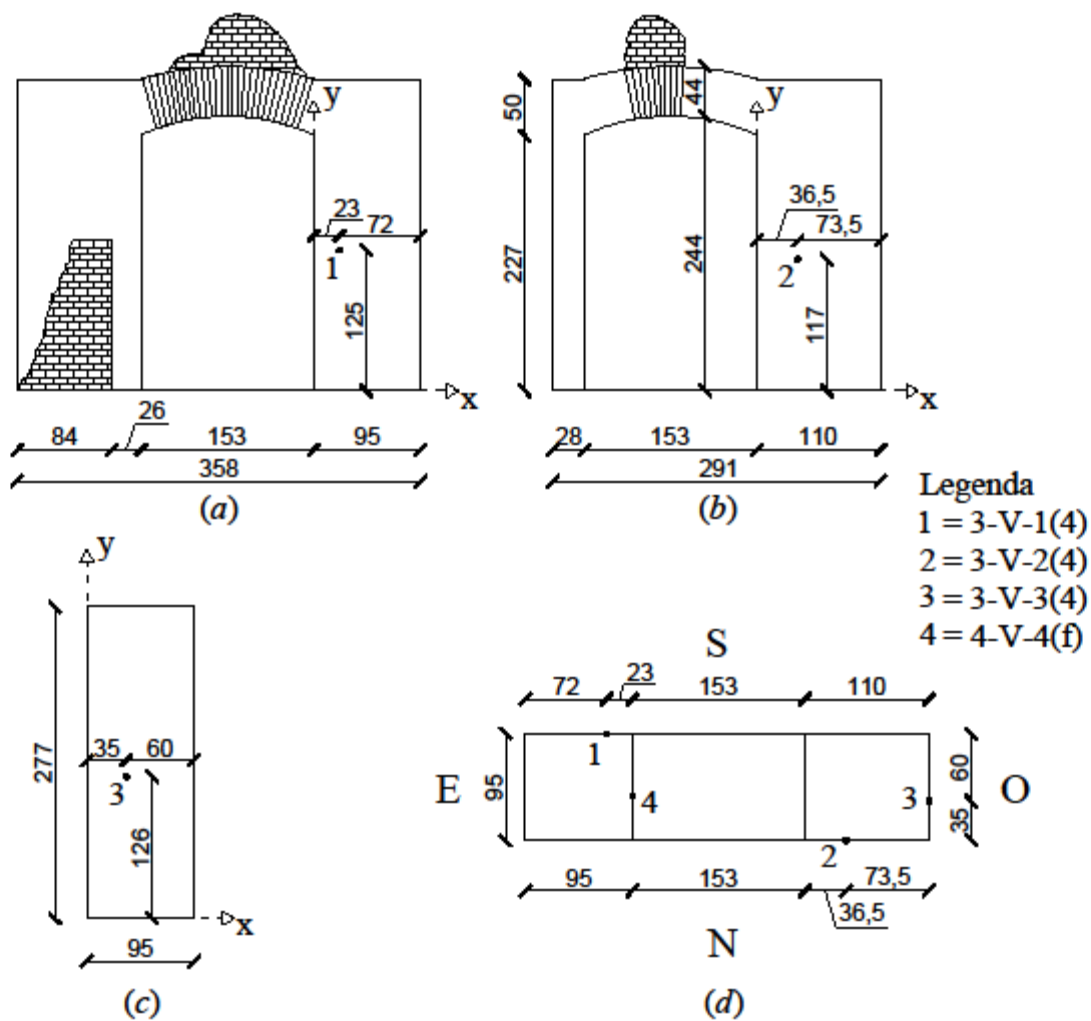 y
50
227
23
72
1
125
x
26
84
153
95
358
(a)
y
44
36,5
73,5
2
244
117
x
28
153
110
291
(b)
Legenda
1 = 3-V-1(4)
2 = 3-V-2(4)
3 = 3-V-3(4)
4 = 4-V-4(f)
y
277
35
60
3
126
x
95
(c)
S
72
23
153
110
E
95
1
4
3
2
60
35
O
95
153
73,5
36,5
N
(d)